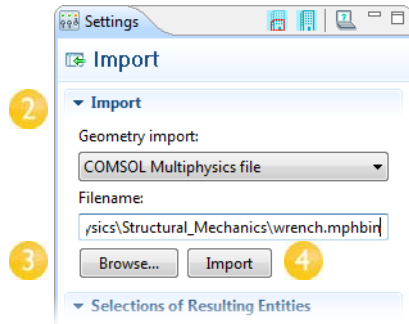 Settings
Import
2
Import
Geometry import:
COMSOL Multiphysics file
Filename:
ysics\Structural_Mechanics\wrench.mphbin
3
Browse...
Import
4
Selections of Resulting Entities